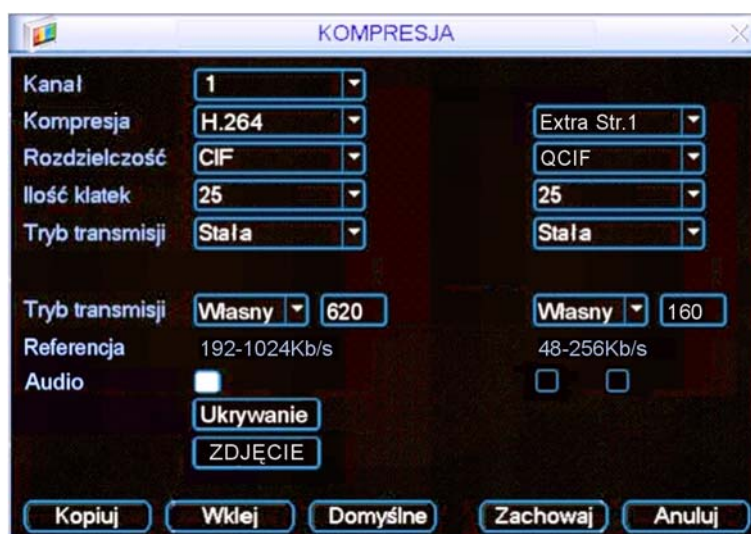 KOMPRESJA
Kanał 1
Kompresja H.264 Extra Str.1
Rozdzielczość CIF QCIF
Ilość klatek 25 25
Tryb transmisji Stała Stała
Tryb transmisji Własny 620 Własny 160
Referencja 192-1024Kb/s 48-256Kb/s
Audio
Ukrywanie
ZDJĘCIE
Kopiuj Wklej Domyślne Zachowaj Anuluj